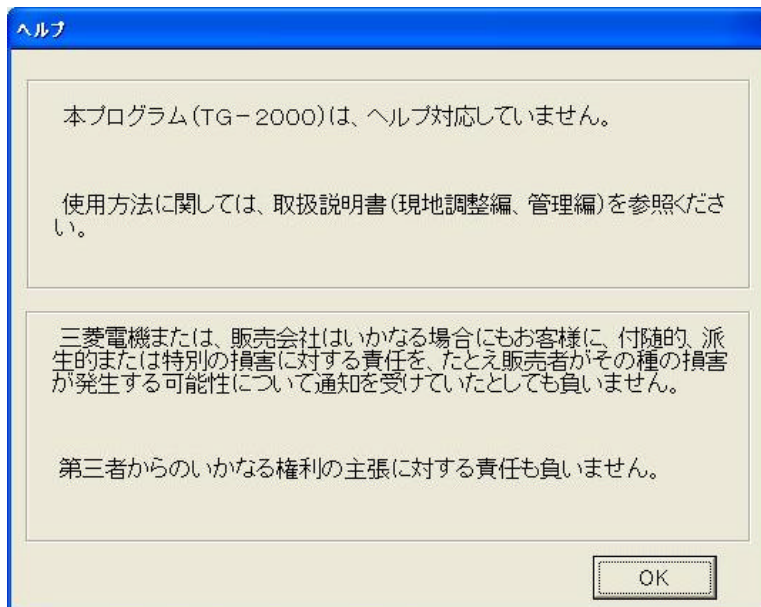 ヘルプ
本プログラム(TG-2000)は、ヘルプ対応していません。
使用方法に関しては、取扱説明書(現地調整編、管理編)を参照くださ
い。
三菱電機または、販売会社はいかなる場合にもお客様に、付随的、派
生的または特別の損害に対する責任を、たとえ販売者がその種の損害
が発生する可能性について通知を受けていたとしても負いません。
第三者からのいかなる権利の主張に対する責任も負いません。
OK